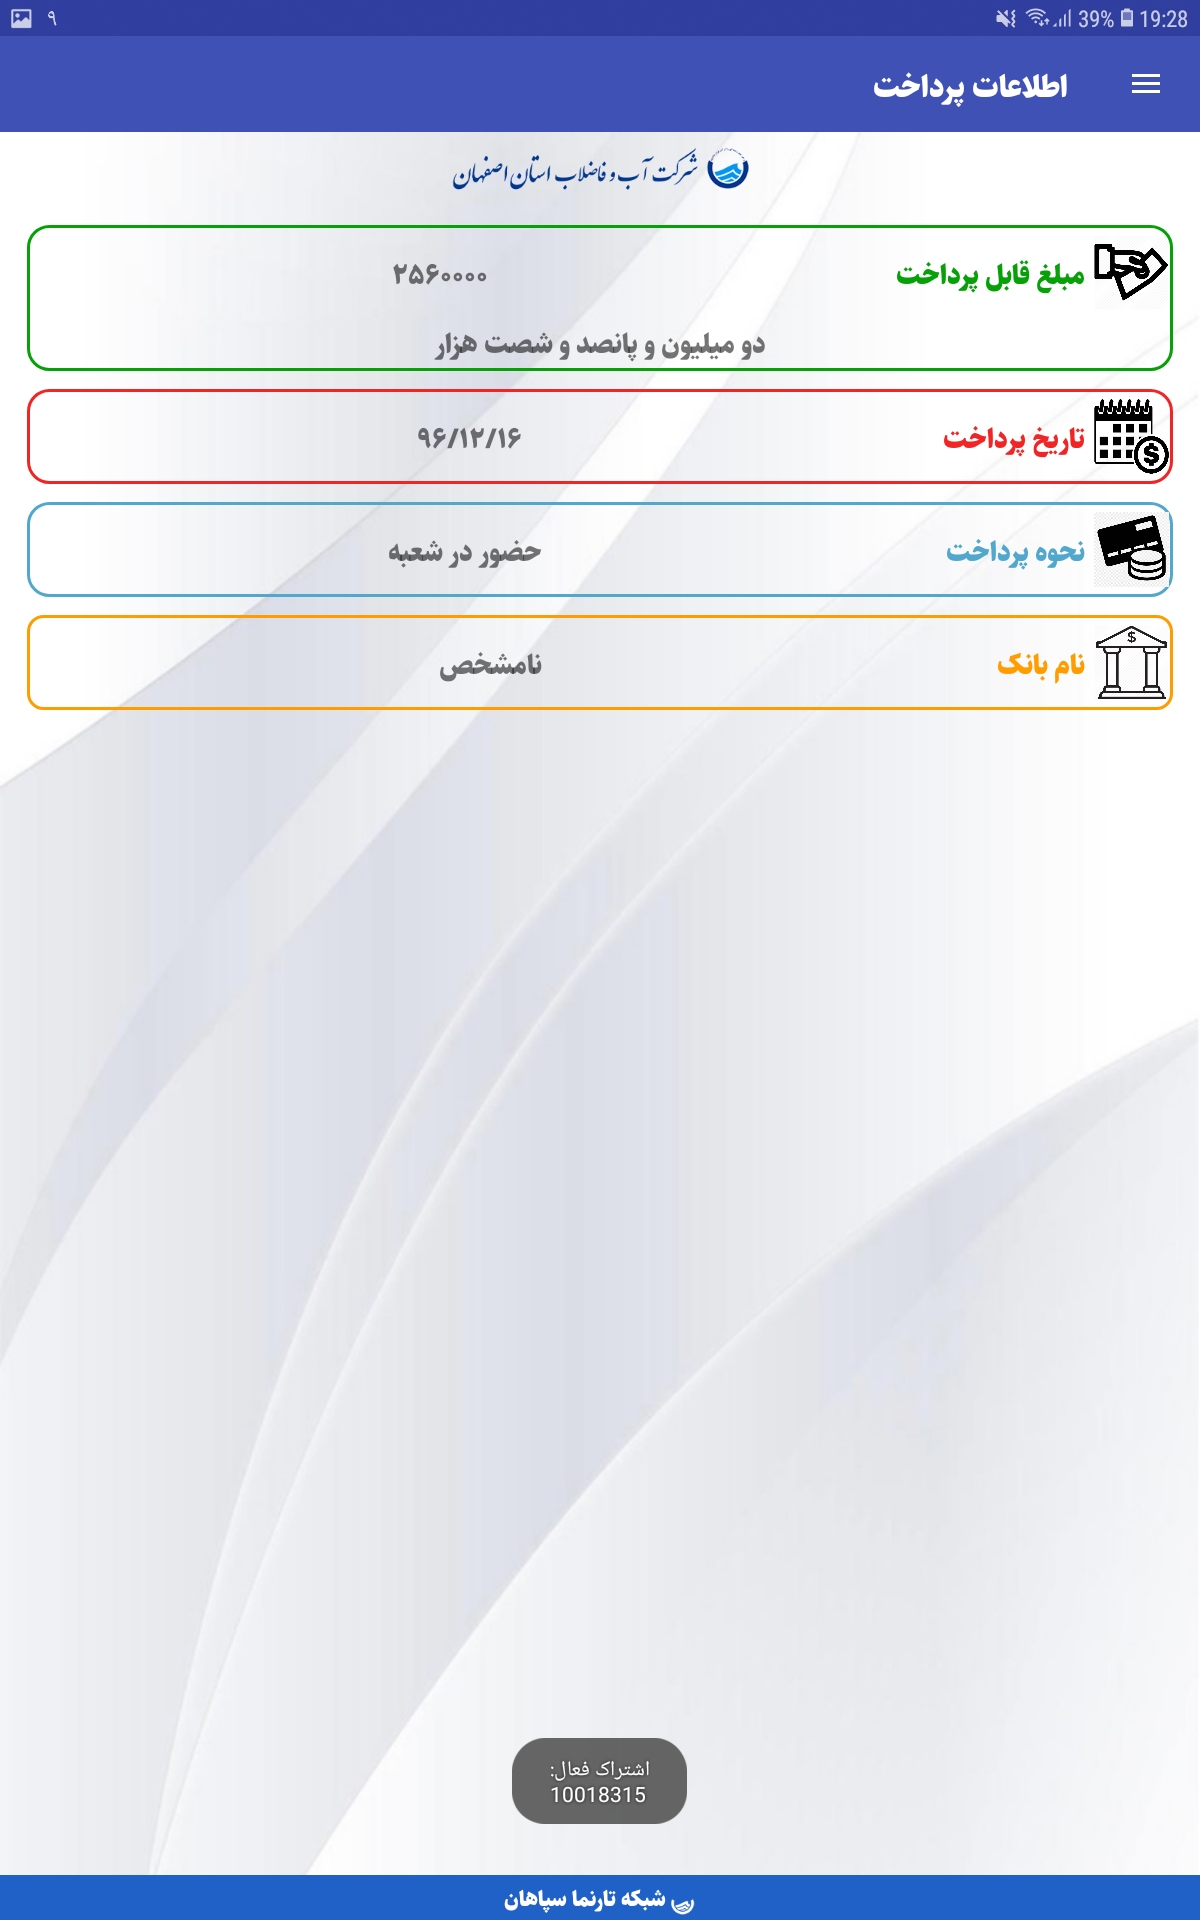 ۹ 39% 19:28
اطلاعات پرداخت
شرکت آب و فاضلاب استان اصفهان
مبلغ قابل پرداخت ۲۵۶۰۰۰۰
دو میلیون و پانصد و شصت هزار
تاریخ پرداخت ۹۶/۱۲/۱۶
نحوه پرداخت حضور در شعبه
نام بانک نامشخص
اشتراک فعال:
10018315
شبکه تارنما سپاهان